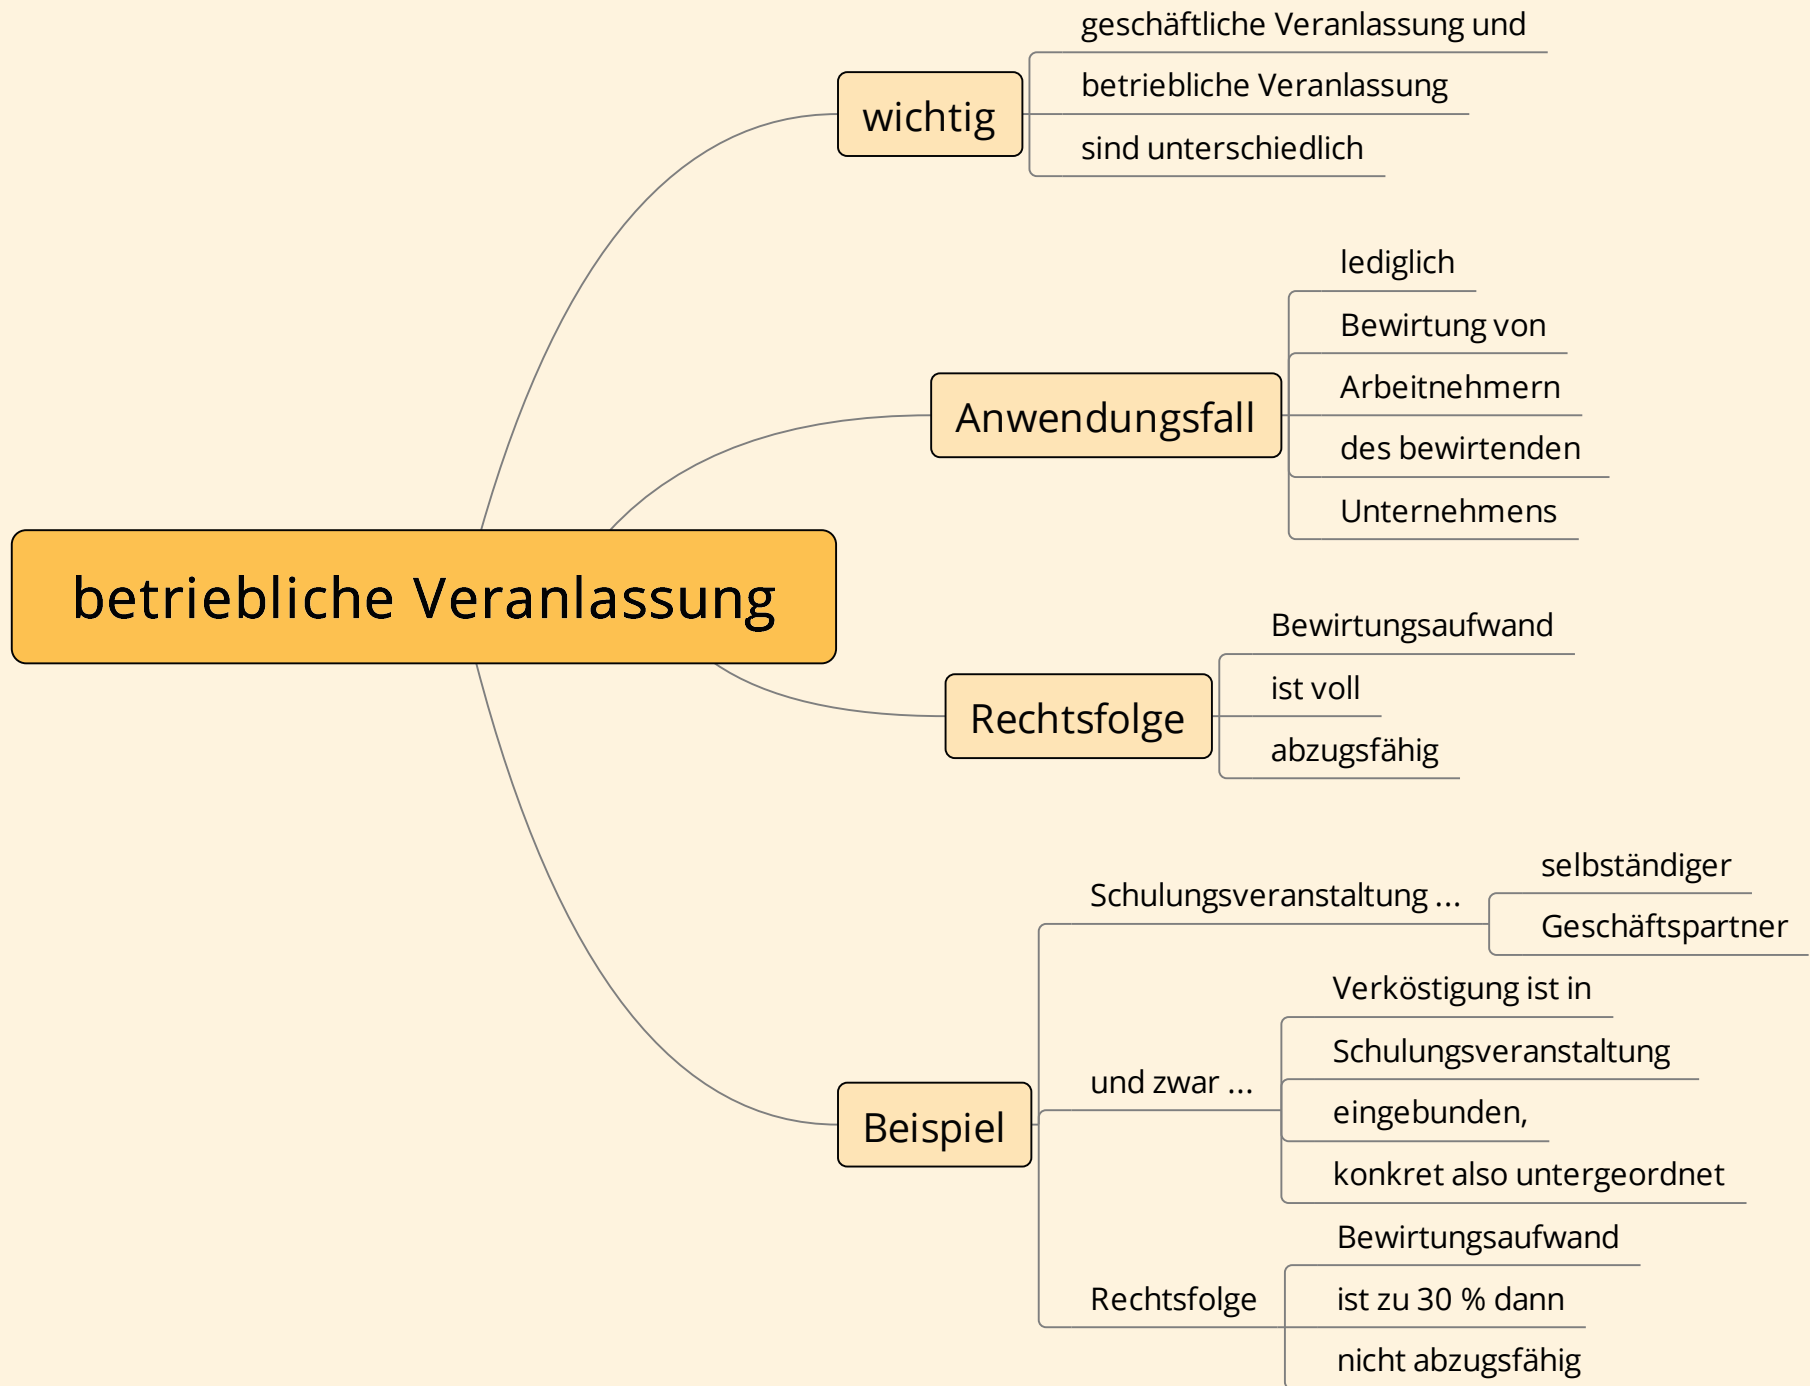 betriebliche Veranlassung
wichtig
geschäftliche Veranlassung und
betriebliche Veranlassung
sind unterschiedlich
Anwendungsfall
lediglich
Bewirtung von
Arbeitnehmern
des bewirtenden
Unternehmens
Rechtsfolge
Bewirtungsaufwand
ist voll
abzugsfähig
Beispiel
Schulungsveranstaltung ...
selbständiger
Geschäftspartner
und zwar ...
Verköstigung ist in
Schulungsveranstaltung
eingebunden,
konkret also untergeordnet
Rechtsfolge
Bewirtungsaufwand
ist zu 30 % dann
nicht abzugsfähig